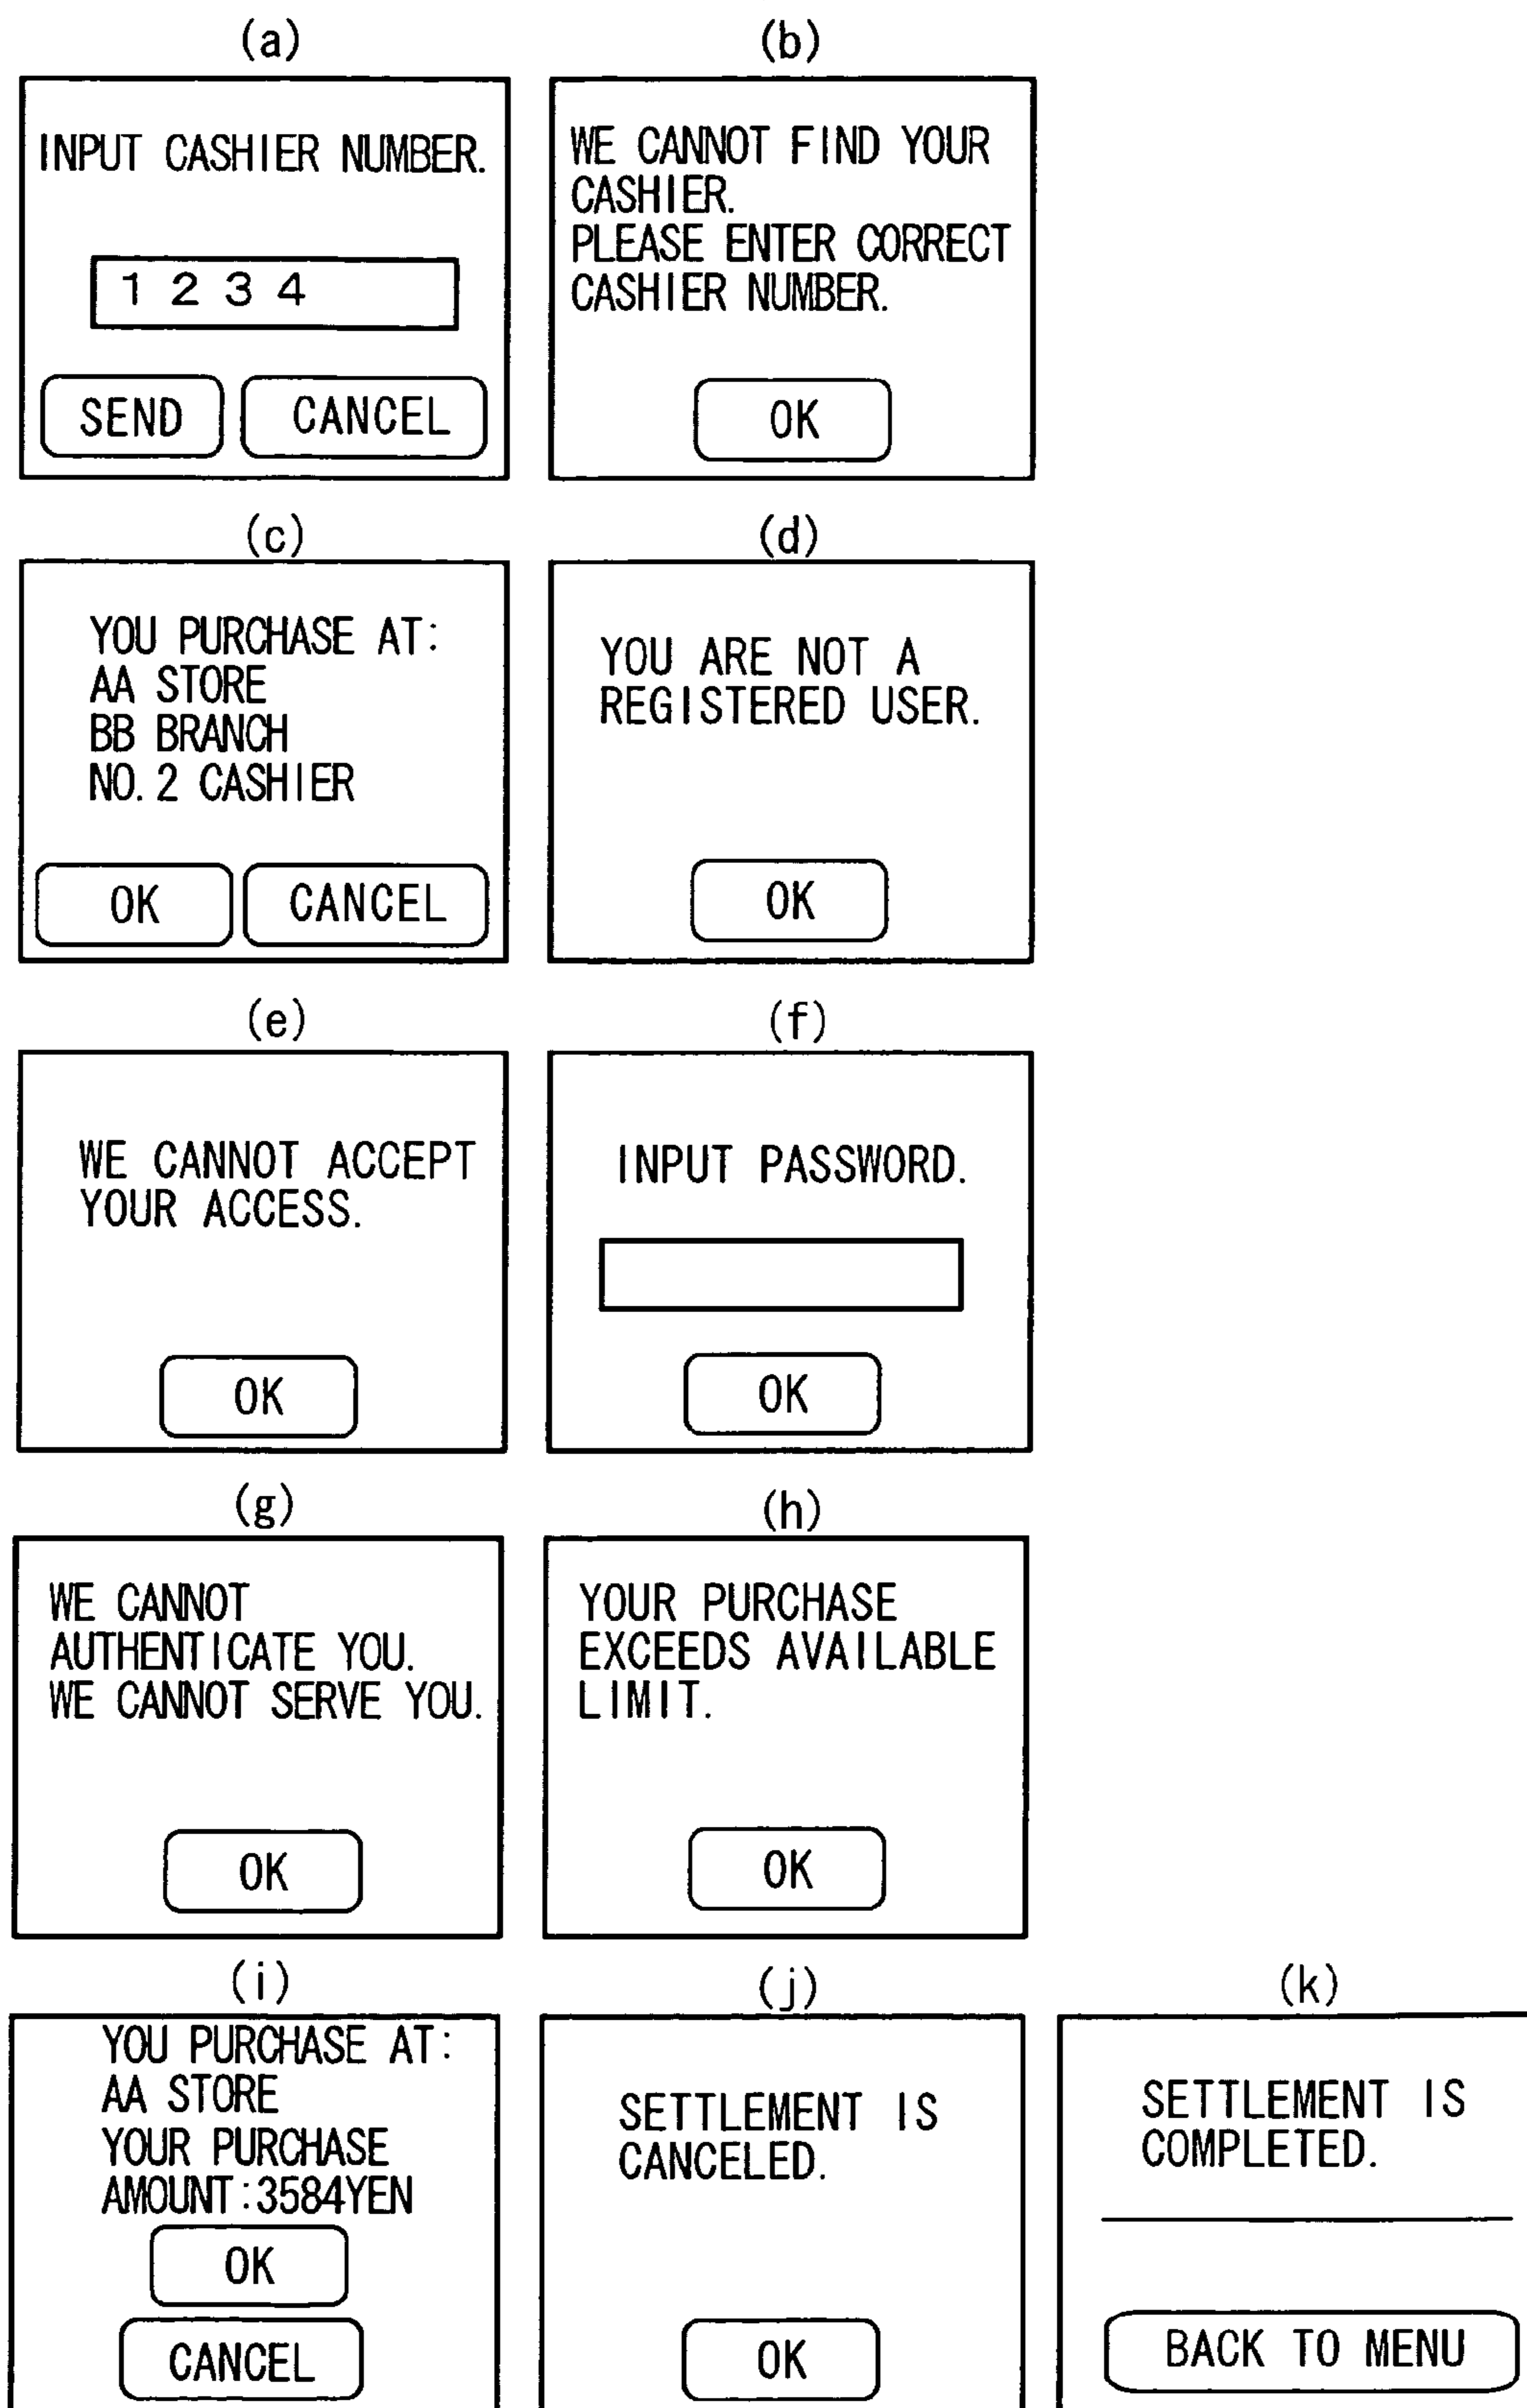 (a)
INPUT CASHIER NUMBER.
1234
SEND
CANCEL
(b)
WE CANNOT FIND YOUR
CASHIER.
PLEASE ENTER CORRECT
CASHIER NUMBER.
OK
(c)
YOU PURCHASE AT:
AA STORE
BB BRANCH
NO.2 CASHIER
OK
CANCEL
(d)
YOU ARE NOT A
REGISTERED USER.
OK
(e)
WE CANNOT ACCEPT
YOUR ACCESS.
OK
(f)
INPUT PASSWORD.
OK
(g)
WE CANNOT
AUTHENTICATE YOU.
WE CANNOT SERVE YOU.
OK
(h)
YOUR PURCHASE
EXCEEDS AVAILABLE
LIMIT.
OK
(i)
YOU PURCHASE AT:
AA STORE
YOUR PURCHASE
AMOUNT:3584YEN
OK
CANCEL
(j)
SETTLEMENT IS
CANCELED.
OK
(k)
SETTLEMENT IS
COMPLETED.
BACK TO MENU